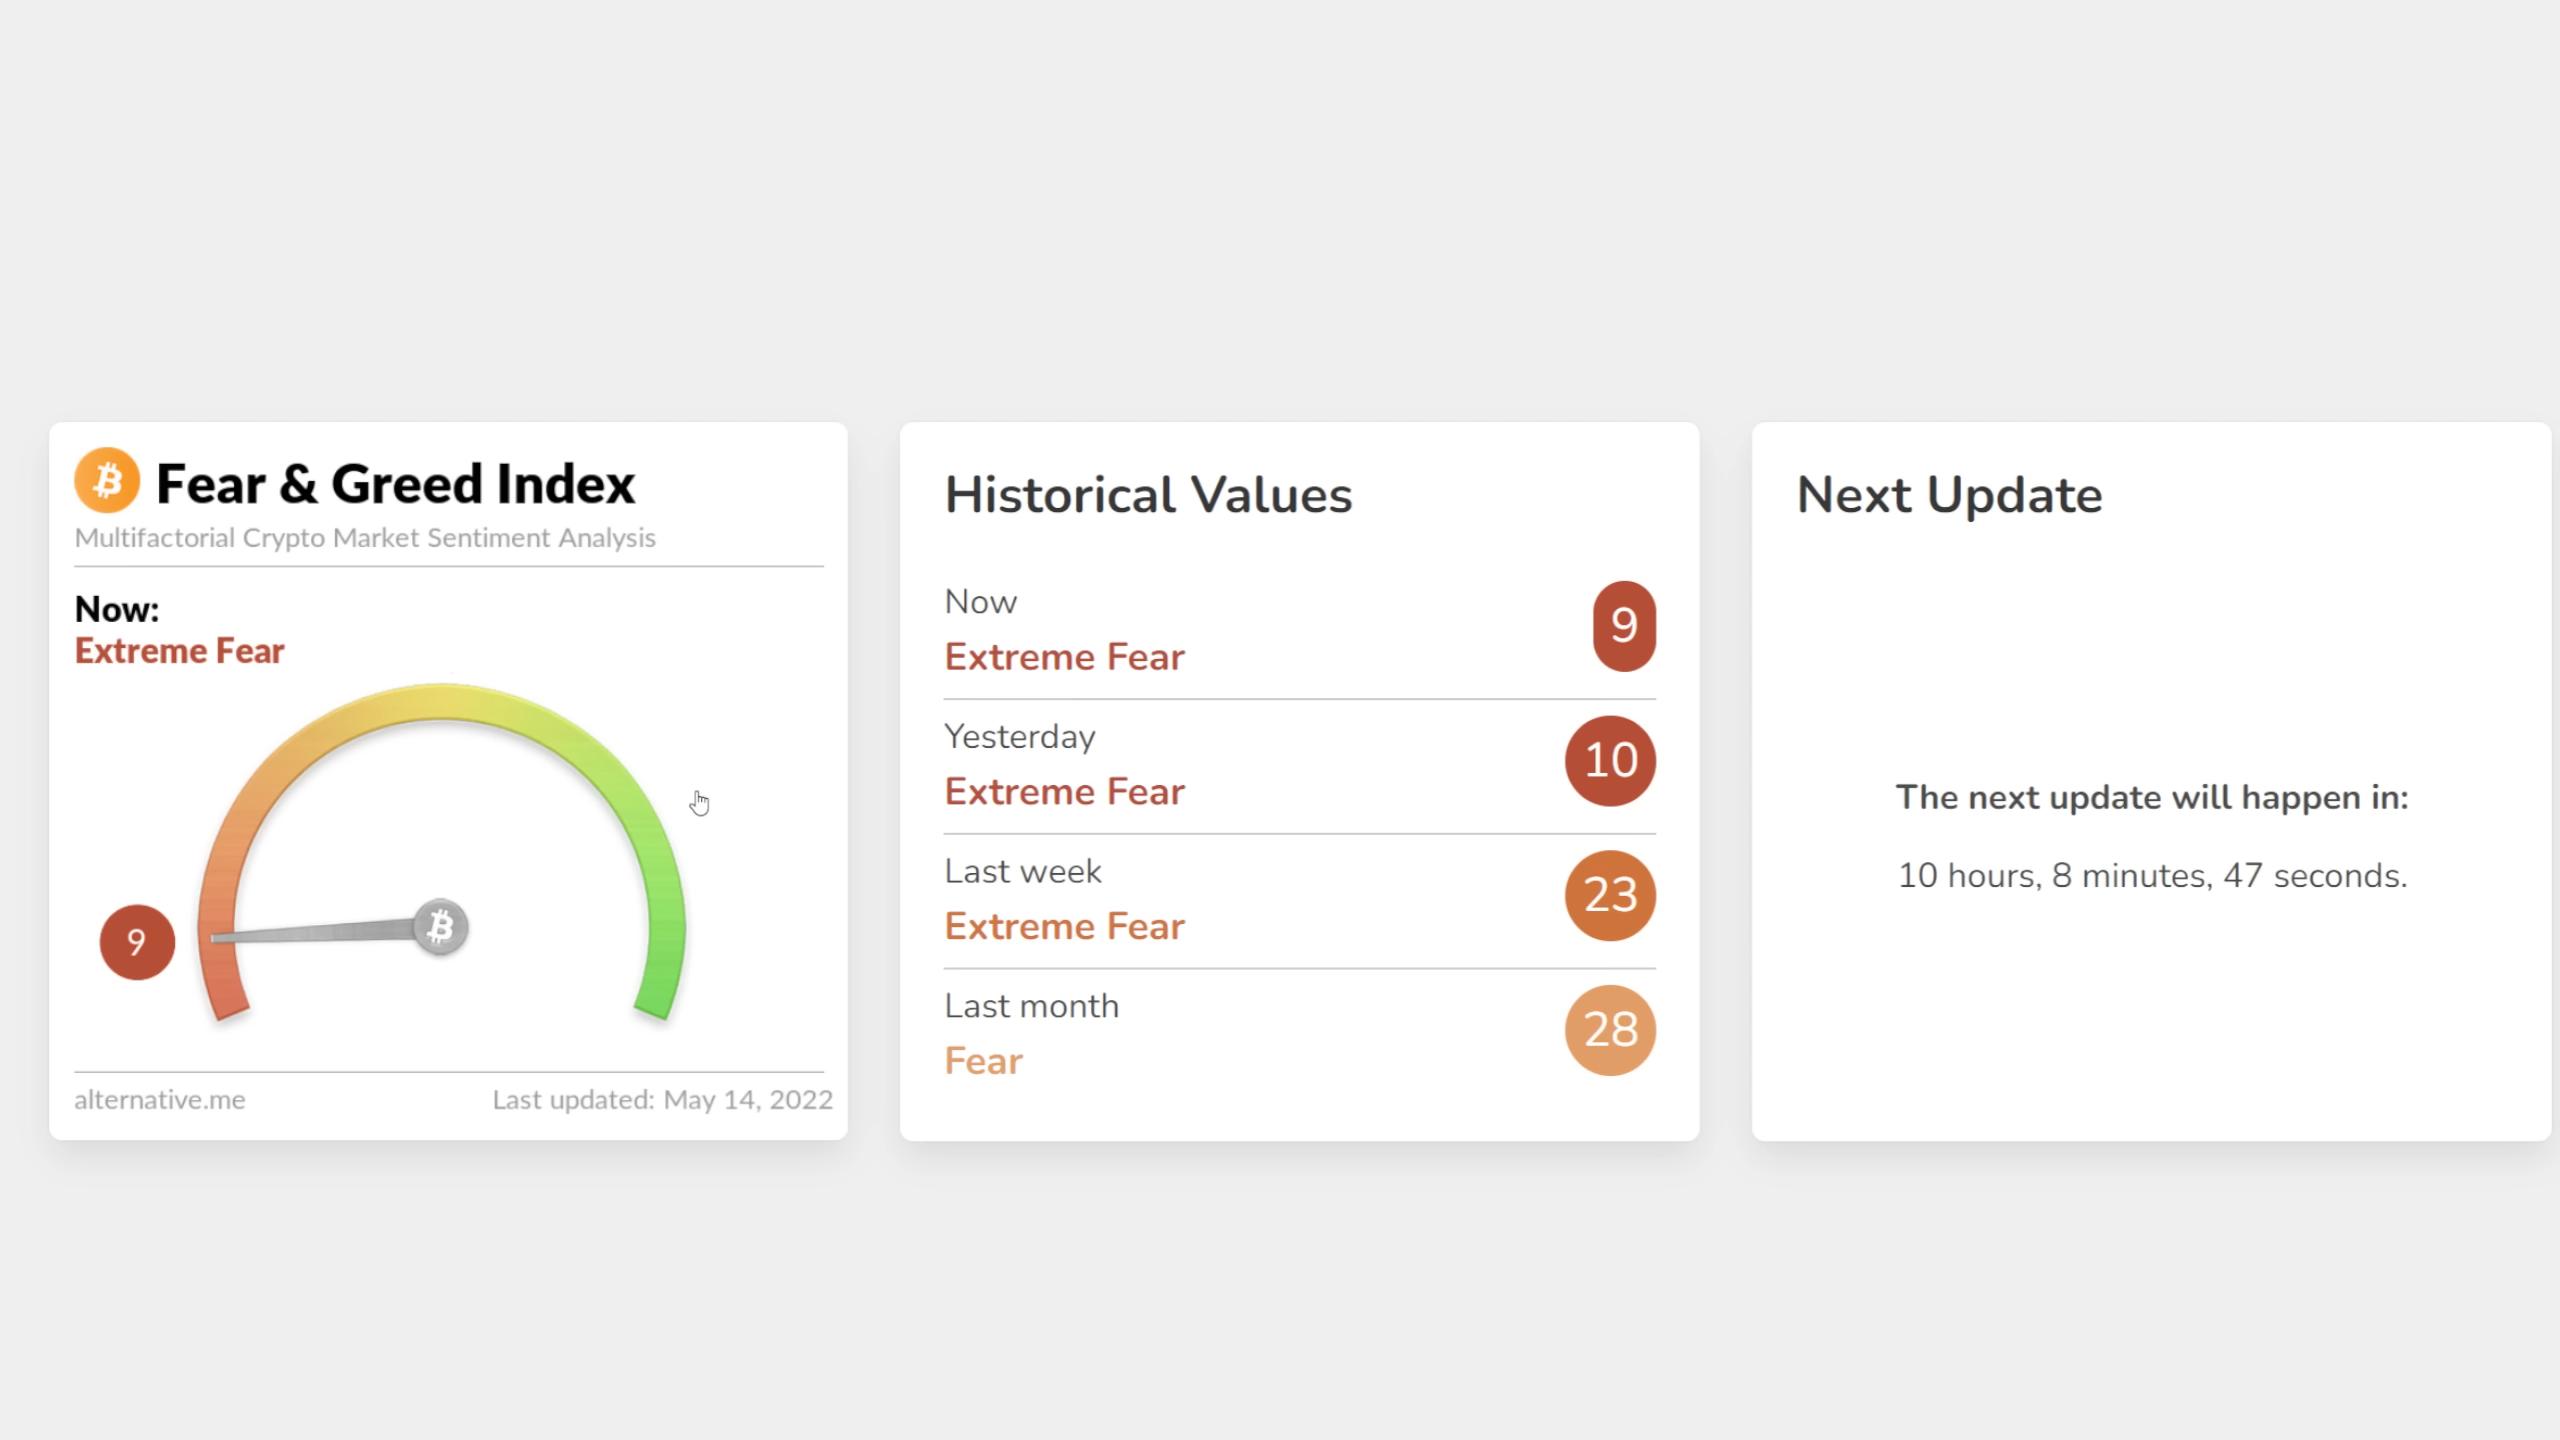 Fear & Greed Index
Multifactorial Crypto Market Sentiment Analysis
Now:
Extreme Fear
9
alternative.me
Last updated: May 14, 2022
Historical Values
Now
Extreme Fear
9
Yesterday
Extreme Fear
10
Last week
Extreme Fear
23
Last month
Fear
28
Next Update
The next update will happen in:
10 hours, 8 minutes, 47 seconds.